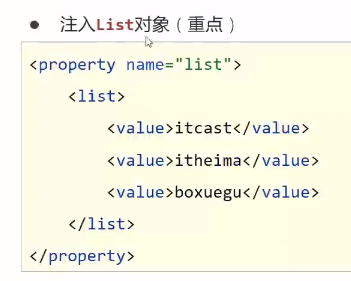 ● 注入List对象（重点）
<property name="list">
    <list>
        <value>itcast</value>
        <value>itheima</value>
        <value>boxuegu</value>
    </list>
</property>